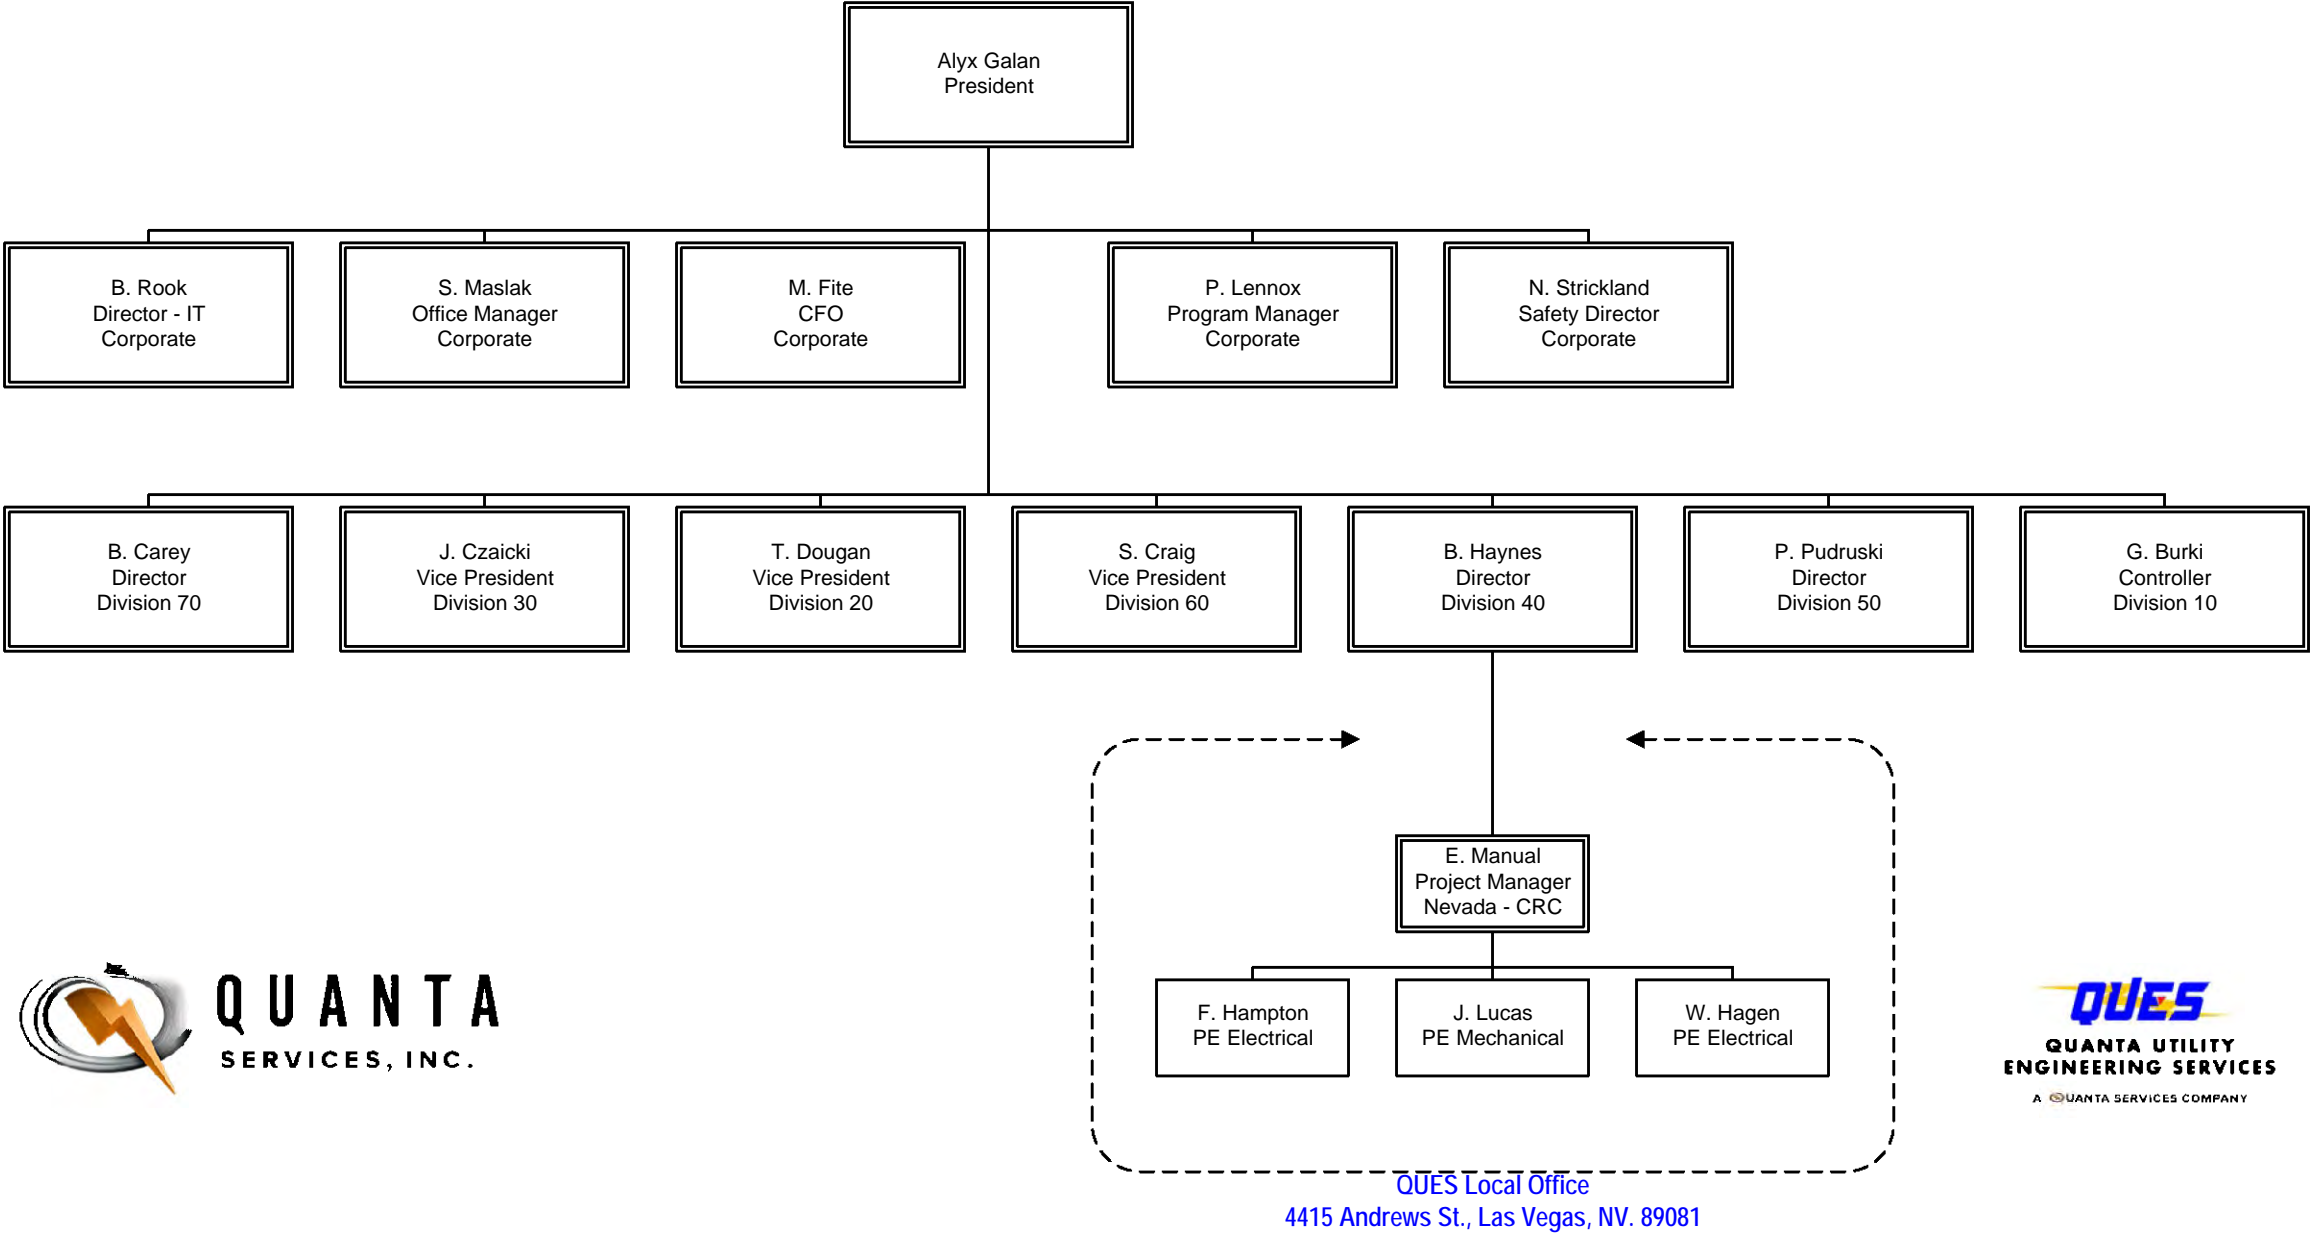 Alyx Galan
President
B. Rook
Director - IT
Corporate
S. Maslak
Office Manager
Corporate
M. Fite
CFO
Corporate
P. Lennox
Program Manager
Corporate
N. Strickland
Safety Director
Corporate
B. Carey
Director
Division 70
J. Czaicki
Vice President
Division 30
T. Dougan
Vice President
Division 20
S. Craig
Vice President
Division 60
B. Haynes
Director
Division 40
P. Pudruski
Director
Division 50
G. Burki
Controller
Division 10
E. Manual
Project Manager
Nevada - CRC
F. Hampton
PE Electrical
J. Lucas
PE Mechanical
W. Hagen
PE Electrical
QUANTA
SERVICES, INC.
QUES
QUANTA UTILITY
ENGINEERING SERVICES
A QUANTA SERVICES COMPANY
QUES Local Office
4415 Andrews St., Las Vegas, NV. 89081